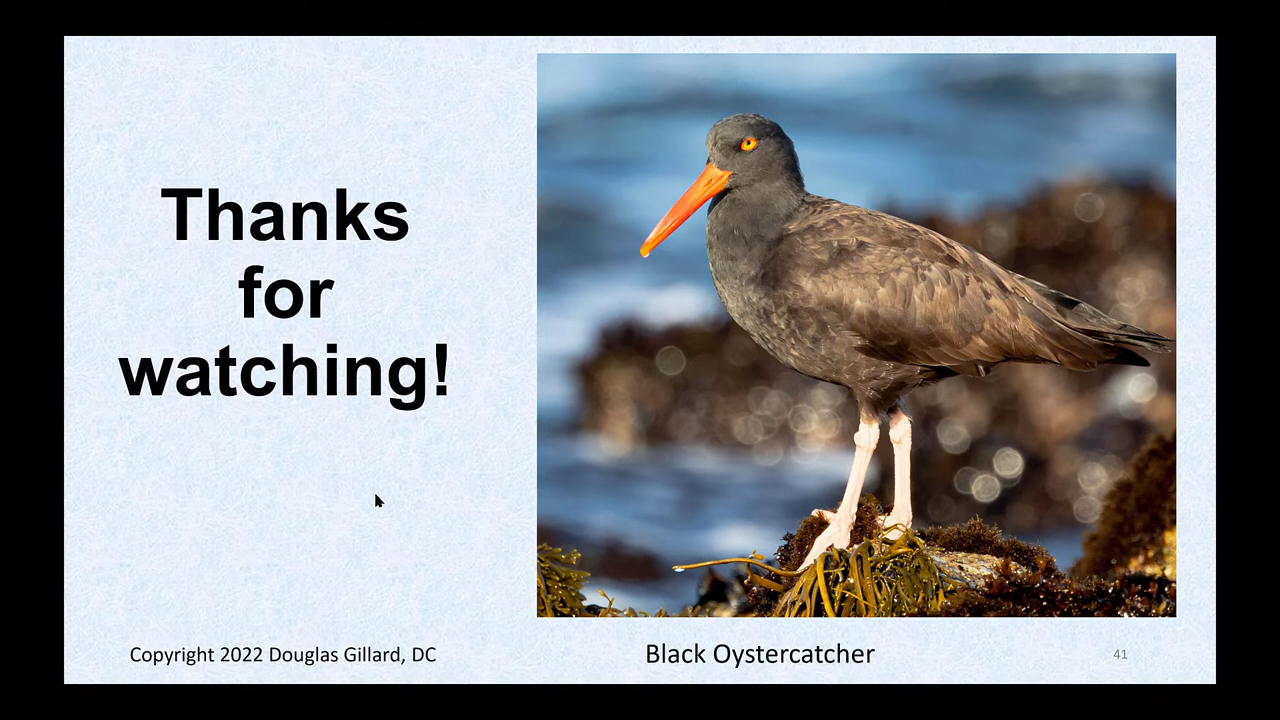 Thanks
for
watching!
Copyright 2022 Douglas Gillard, DC
Black Oystercatcher
41